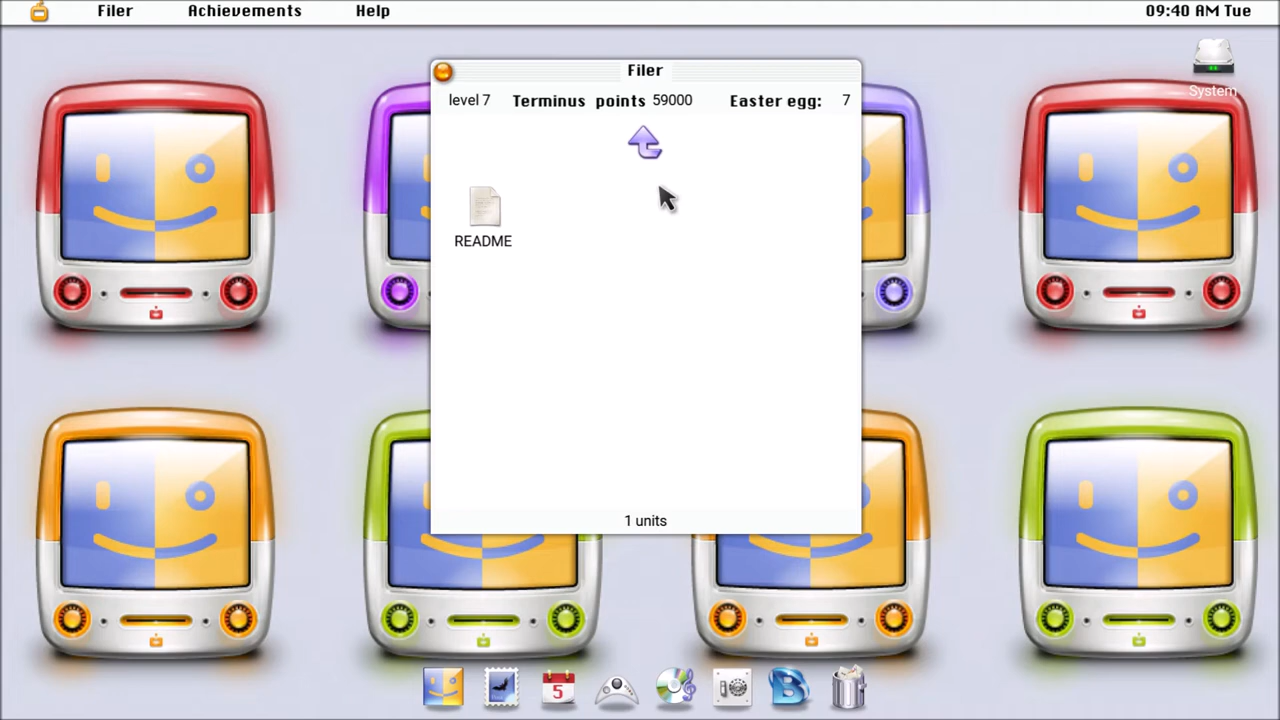 Filer Achievements Help 09:40 AM Tue
Filer
level 7 Terminus points 59000 Easter egg: 7
System
README
1 units
5